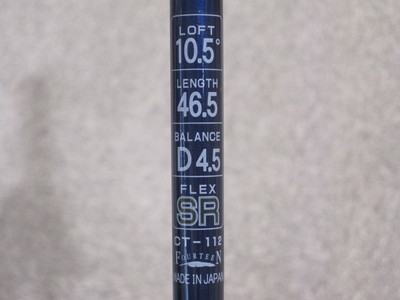 LOFT
10.5°
LENGTH
46.5
BALANCE
D 4.5
FLEX
SR
CT-112
FOURTEEN
MADE IN JAPAN